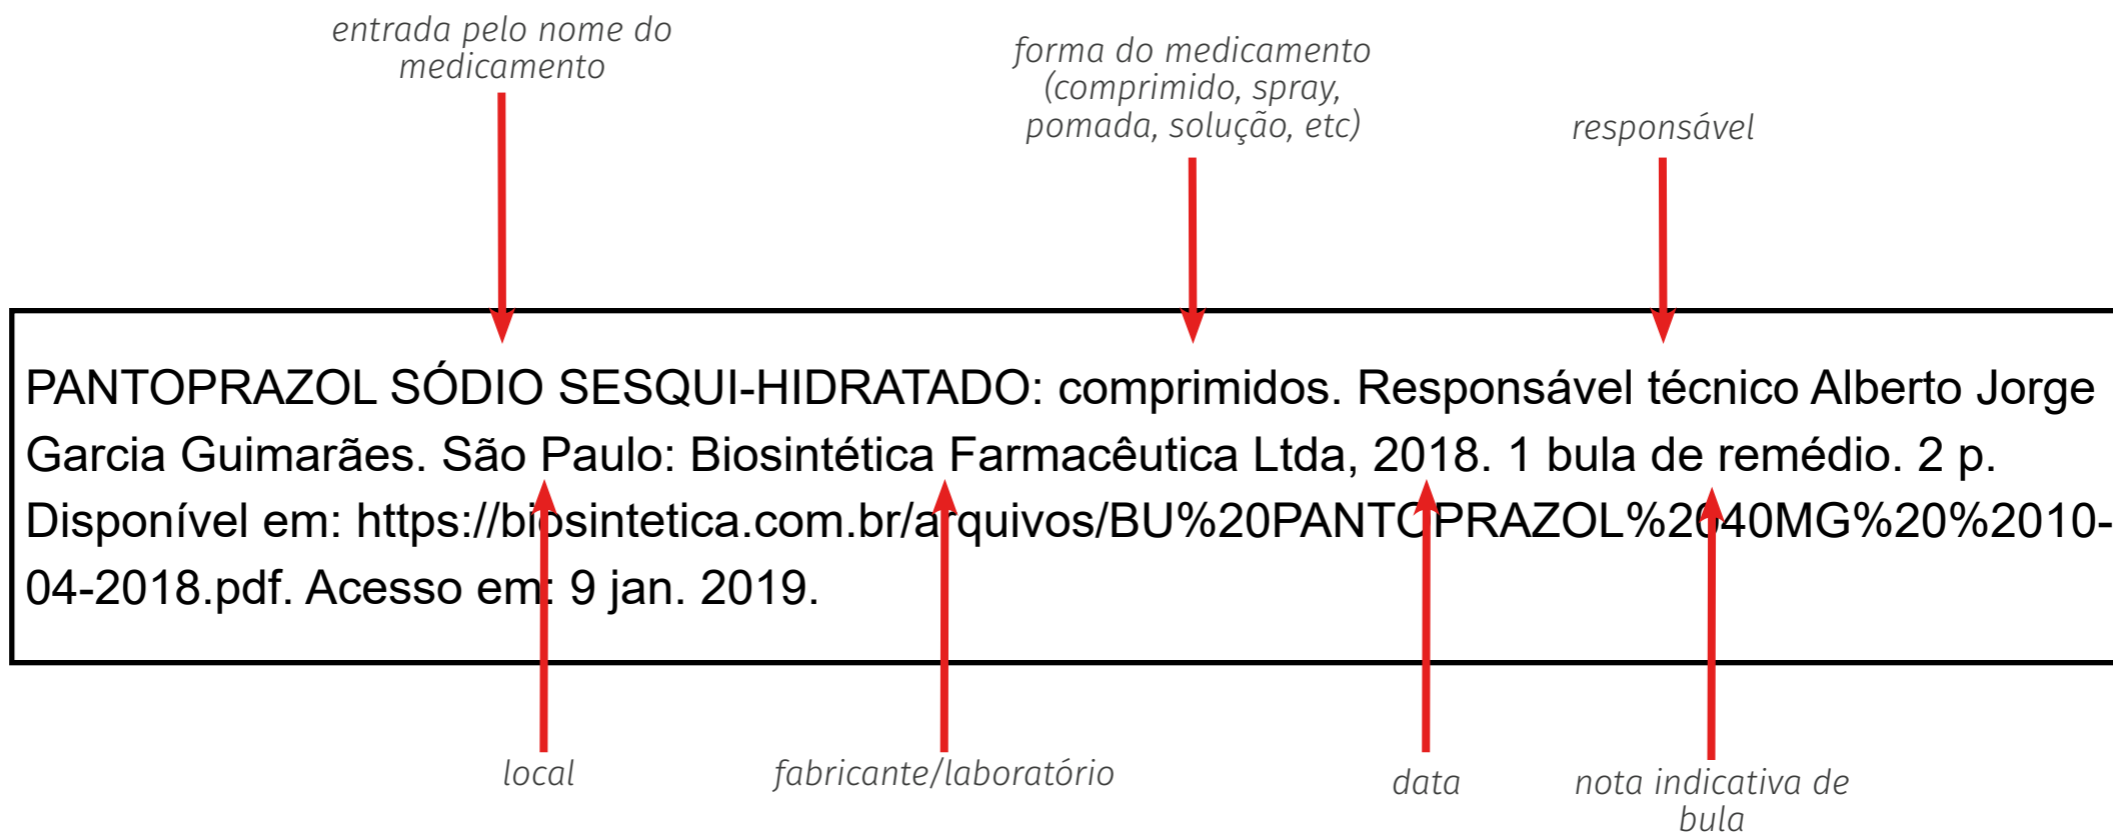 entrada pelo nome do
medicamento
forma do medicamento
(comprimido, spray,
pomada, solução, etc)
responsável
PANTOPRAZOL SÓDIO SESQUI-HIDRATADO: comprimidos. Responsável técnico Alberto Jorge
Garcia Guimarães. São Paulo: Biosintética Farmacêutica Ltda, 2018. 1 bula de remédio. 2 p.
Disponível em: https://biosintetica.com.br/arquivos/BU%20PANTOPRAZOL%2040MG%20%2010-
04-2018.pdf. Acesso em: 9 jan. 2019.
local
fabricante/laboratório
data
nota indicativa de
bula